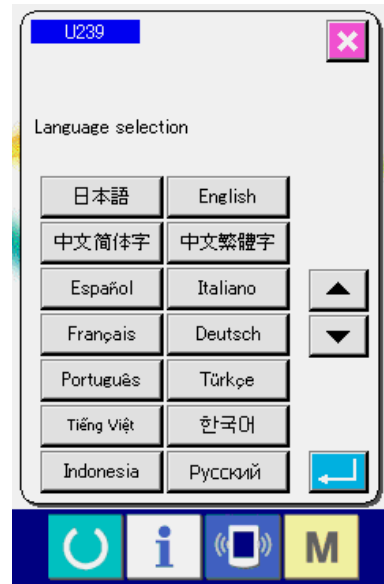 U239
Language selection
日本語 English
中文简体字 中文繁體字
Español Italiano
Français Deutsch
Português Türkçe
Tiếng Việt 한국어
Indonesia Русский
i M